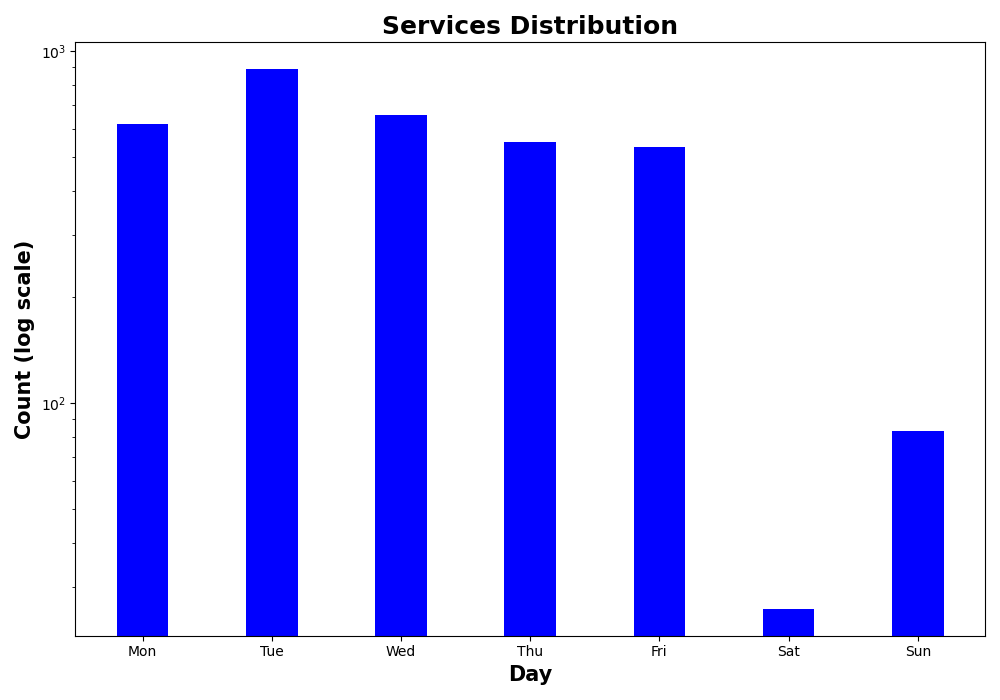 Services Distribution
10³
10²
Count (log scale)
Mon Tue Wed Thu Fri Sat Sun
Day